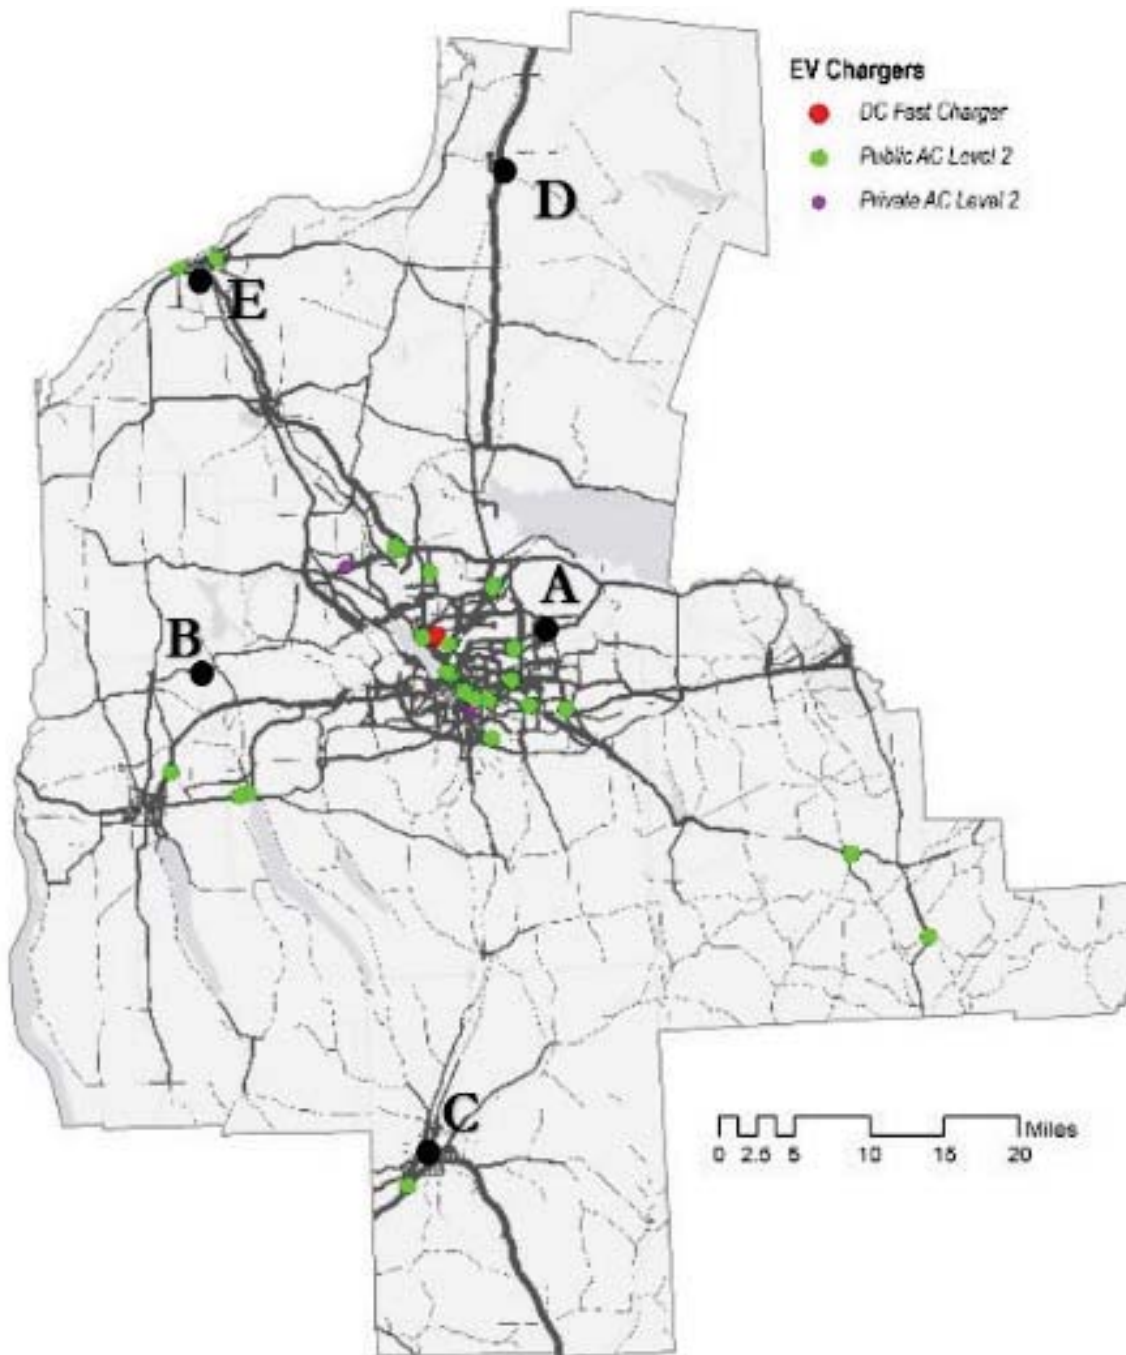 EV Chargers
DC Fast Charger
Public AC Level 2
Private AC Level 2
D
E
A
B
C
Miles
0 2.5 5 10 15 20